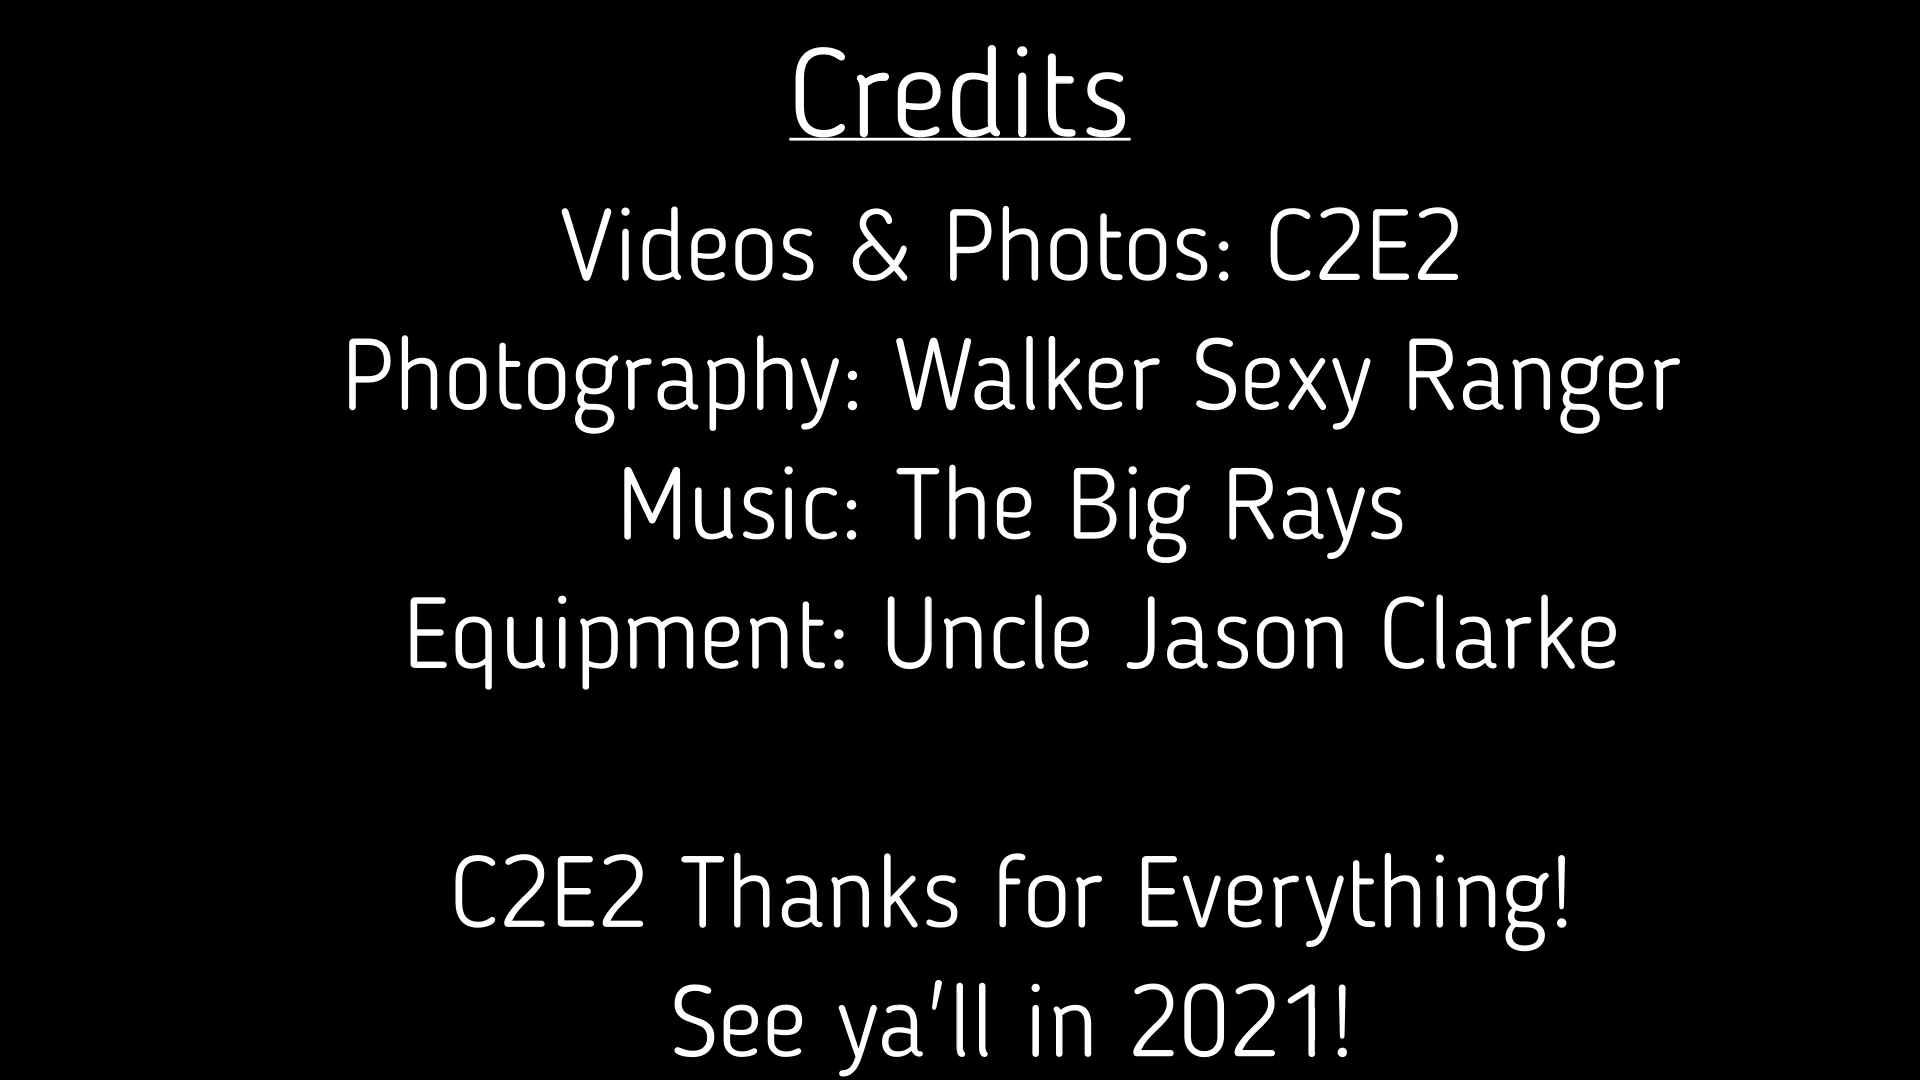 Credits
Videos & Photos: C2E2
Photography: Walker Sexy Ranger
Music: The Big Rays
Equipment: Uncle Jason Clarke
C2E2 Thanks for Everything!
See ya'll in 2021!